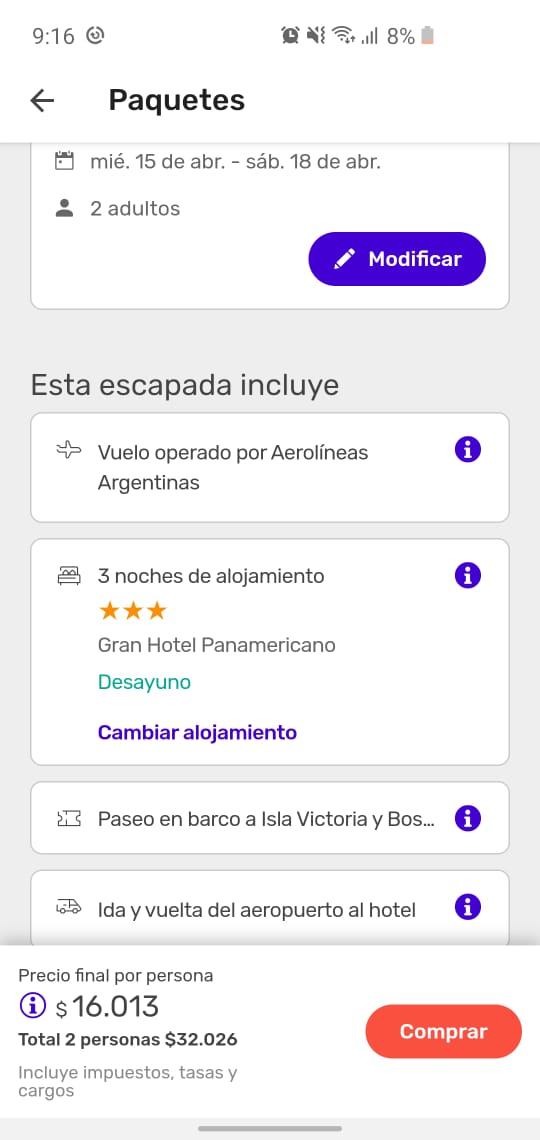 9:16
8%
Paquetes
mié. 15 de abr. - sáb. 18 de abr.
2 adultos
Modificar
Esta escapada incluye
Vuelo operado por Aerolíneas
Argentinas
3 noches de alojamiento
Gran Hotel Panamericano
Desayuno
Cambiar alojamiento
Paseo en barco a Isla Victoria y Bos...
Ida y vuelta del aeropuerto al hotel
Precio final por persona
$ 16.013
Total 2 personas $32.026
Incluye impuestos, tasas y
cargos
Comprar